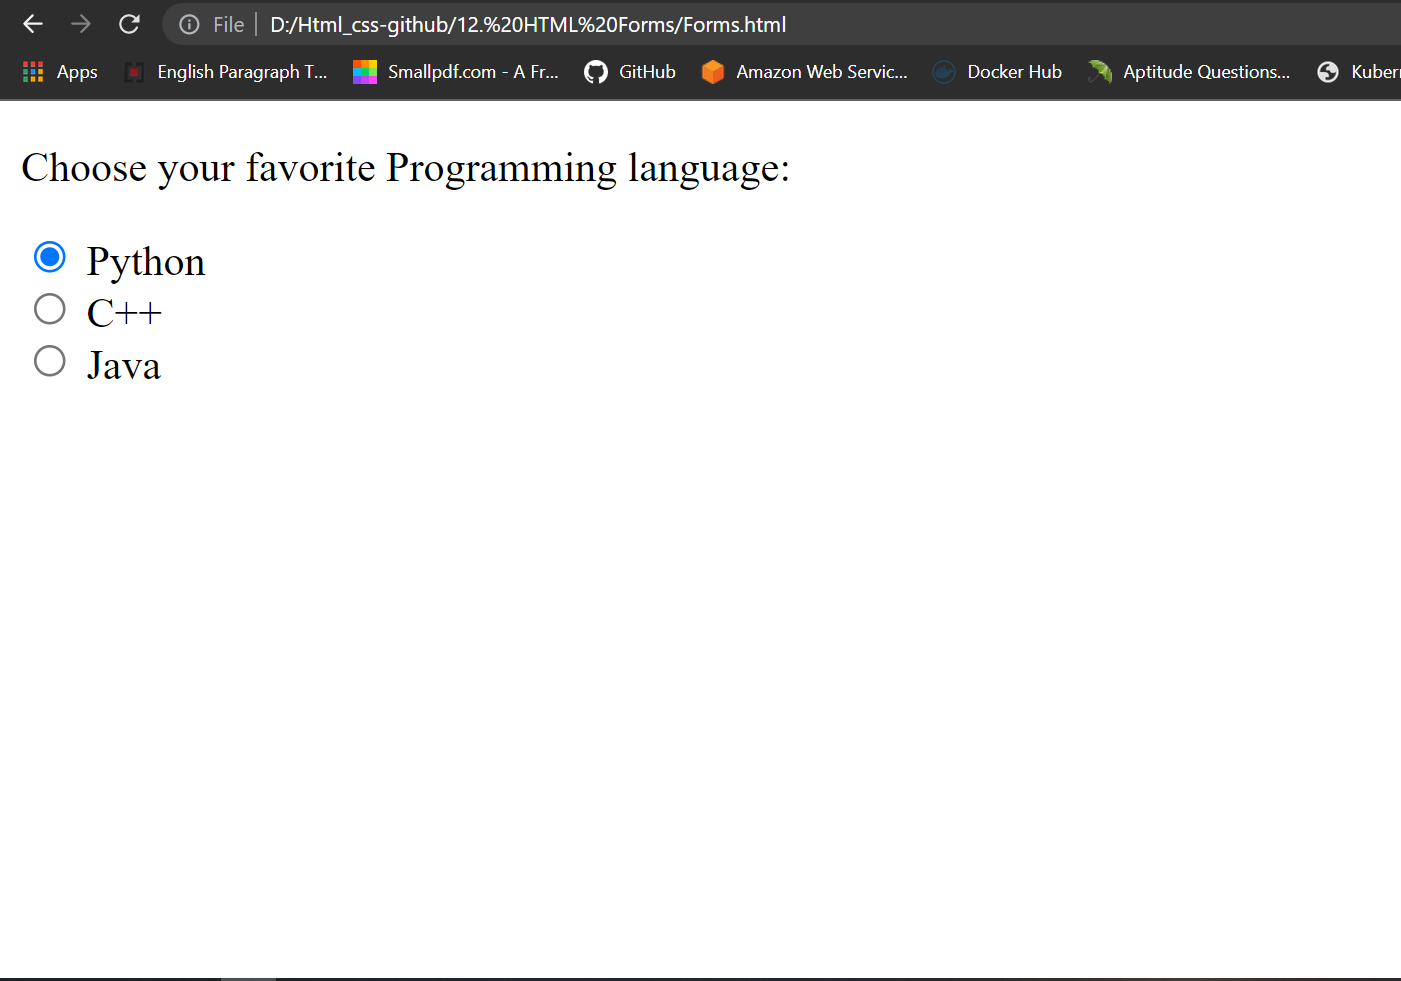 File D:/Html_css-github/12.%20HTML%20Forms/Forms.html
Apps English Paragraph T... Smallpdf.com - A Fr... GitHub Amazon Web Servic... Docker Hub Aptitude Questions... Kuber
Choose your favorite Programming language:
Python
C++
Java